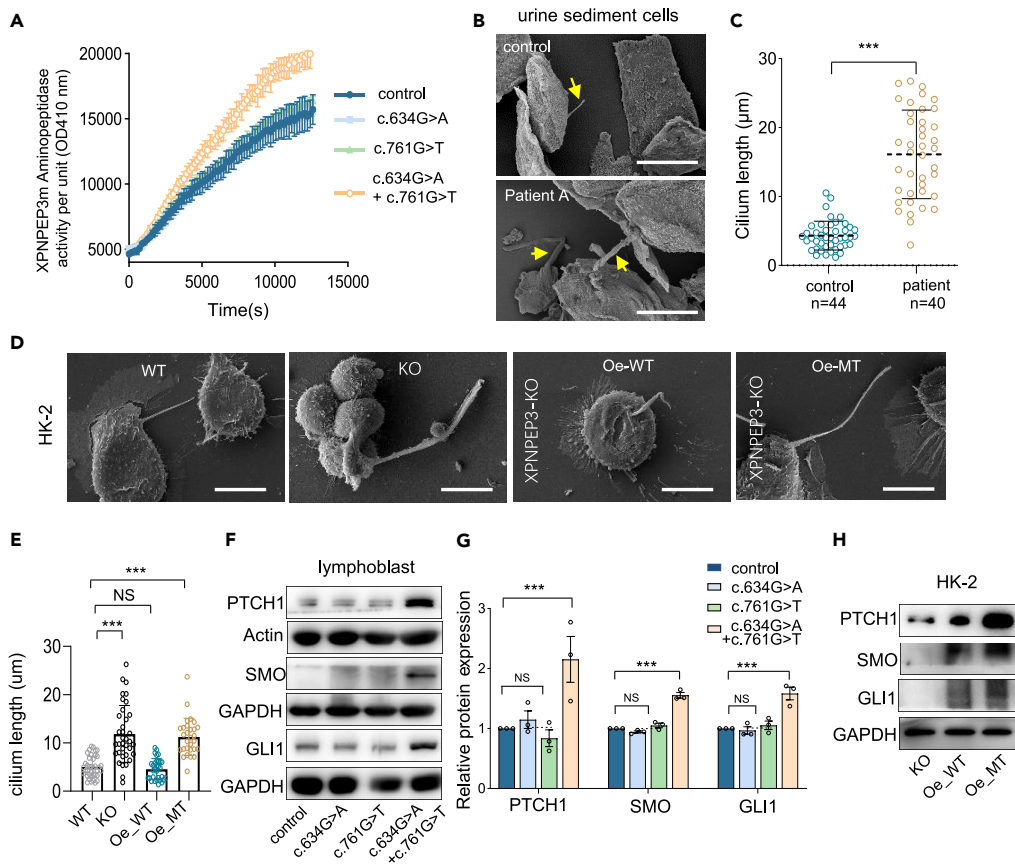 A
XPNPEP3m Aminopeptidase
activity per unit (OD410 nm)
20000
15000
10000
5000
0
5000
10000
15000
Time(s)
control
c.634G>A
c.761G>T
c.634G>A
+ c.761G>T
B
urine sediment cells
control
Patient A
C
***
Cilium length (μm)
30
20
10
0
control
n=44
patient
n=40
D
HK-2
WT
KO
XPNPEP3-KO
Oe-WT
XPNPEP3-KO
Oe-MT
E
***
NS
***
cilium length (um)
30
20
10
0
WT
KO
Oe_WT
Oe_MT
F
lymphoblast
PTCH1
Actin
SMO
GAPDH
GLI1
GAPDH
control
c.634G>A
c.761G>T
c.634G>A
+c.761G>T
G
control
c.634G>A
c.761G>T
c.634G>A
+c.761G>T
Relative protein expression
3
2
1
0
***
NS
***
NS
***
NS
PTCH1
SMO
GLI1
H
HK-2
PTCH1
SMO
GLI1
GAPDH
KO
Oe_WT
Oe_MT